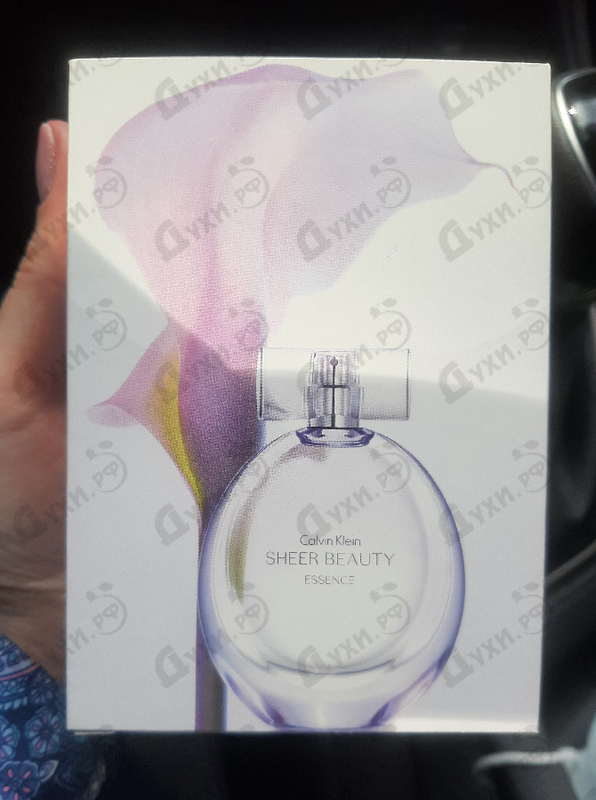 Calvin Klein
SHEER BEAUTY
ESSENCE
Духи.рф